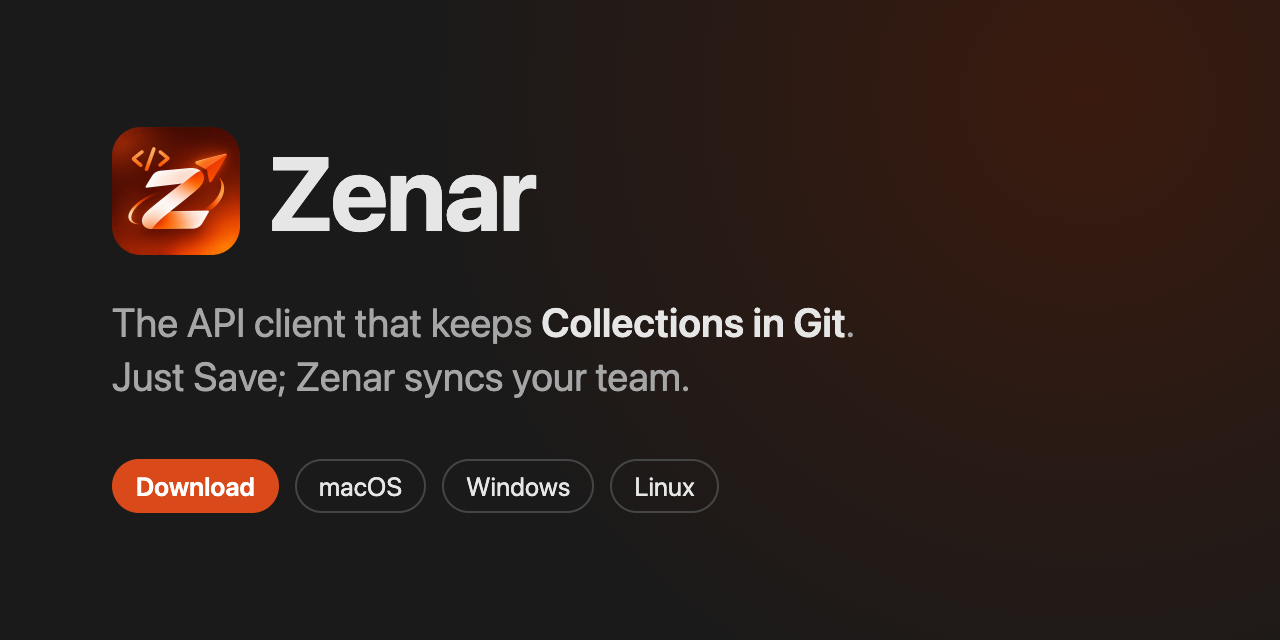 </>
Z
Zenar
The API client that keeps Collections in Git.
Just Save; Zenar syncs your team.
Download
macOS
Windows
Linux